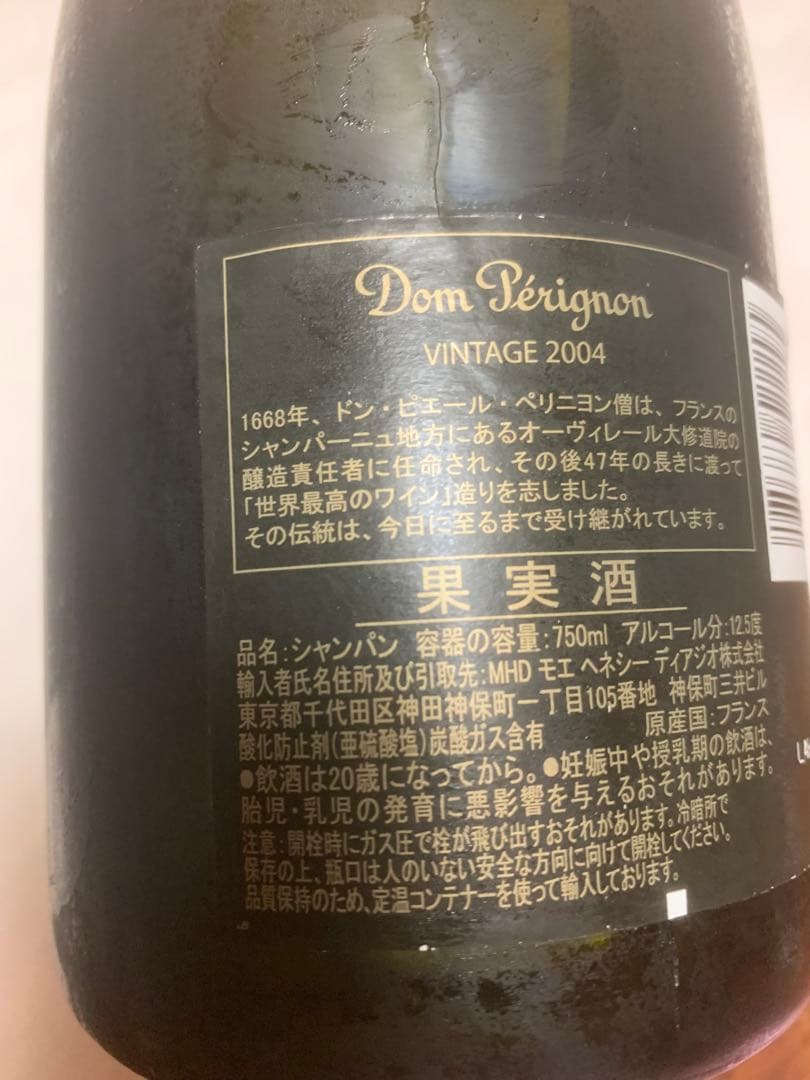 Dom Pérignon
VINTAGE 2004
1668年、ドン・ピエール・ペリニヨン僧は、フランスの
シャンパーニュ地方にあるオーヴィレール大修道院の
醸造責任者に任命され、その後47年の長きに渡って
「世界最高のワイン」造りを志しました。
その伝統は、今日に至るまで受け継がれています。
果実酒
品名:シャンパン 容器の容量:750ml アルコール分:12.5度
輸入者氏名住所及び引取先:MHD モエ ヘネシー ディアジオ株式会社
東京都千代田区神田神保町一丁目105番地 神保町三井ビル
原産国:フランス
酸化防止剤(亜硫酸塩)炭酸ガス含有
●飲酒は20歳になってから。●妊娠中や授乳期の飲酒は、
胎児・乳児の発育に悪影響を与えるおそれがあります。
注意:開栓時にガス圧で栓が飛び出すおそれがあります。冷暗所で
保存の上、瓶口は人のいない安全な方向に向けて開栓してください。
品質保持のため、定温コンテナーを使って輸入しております。